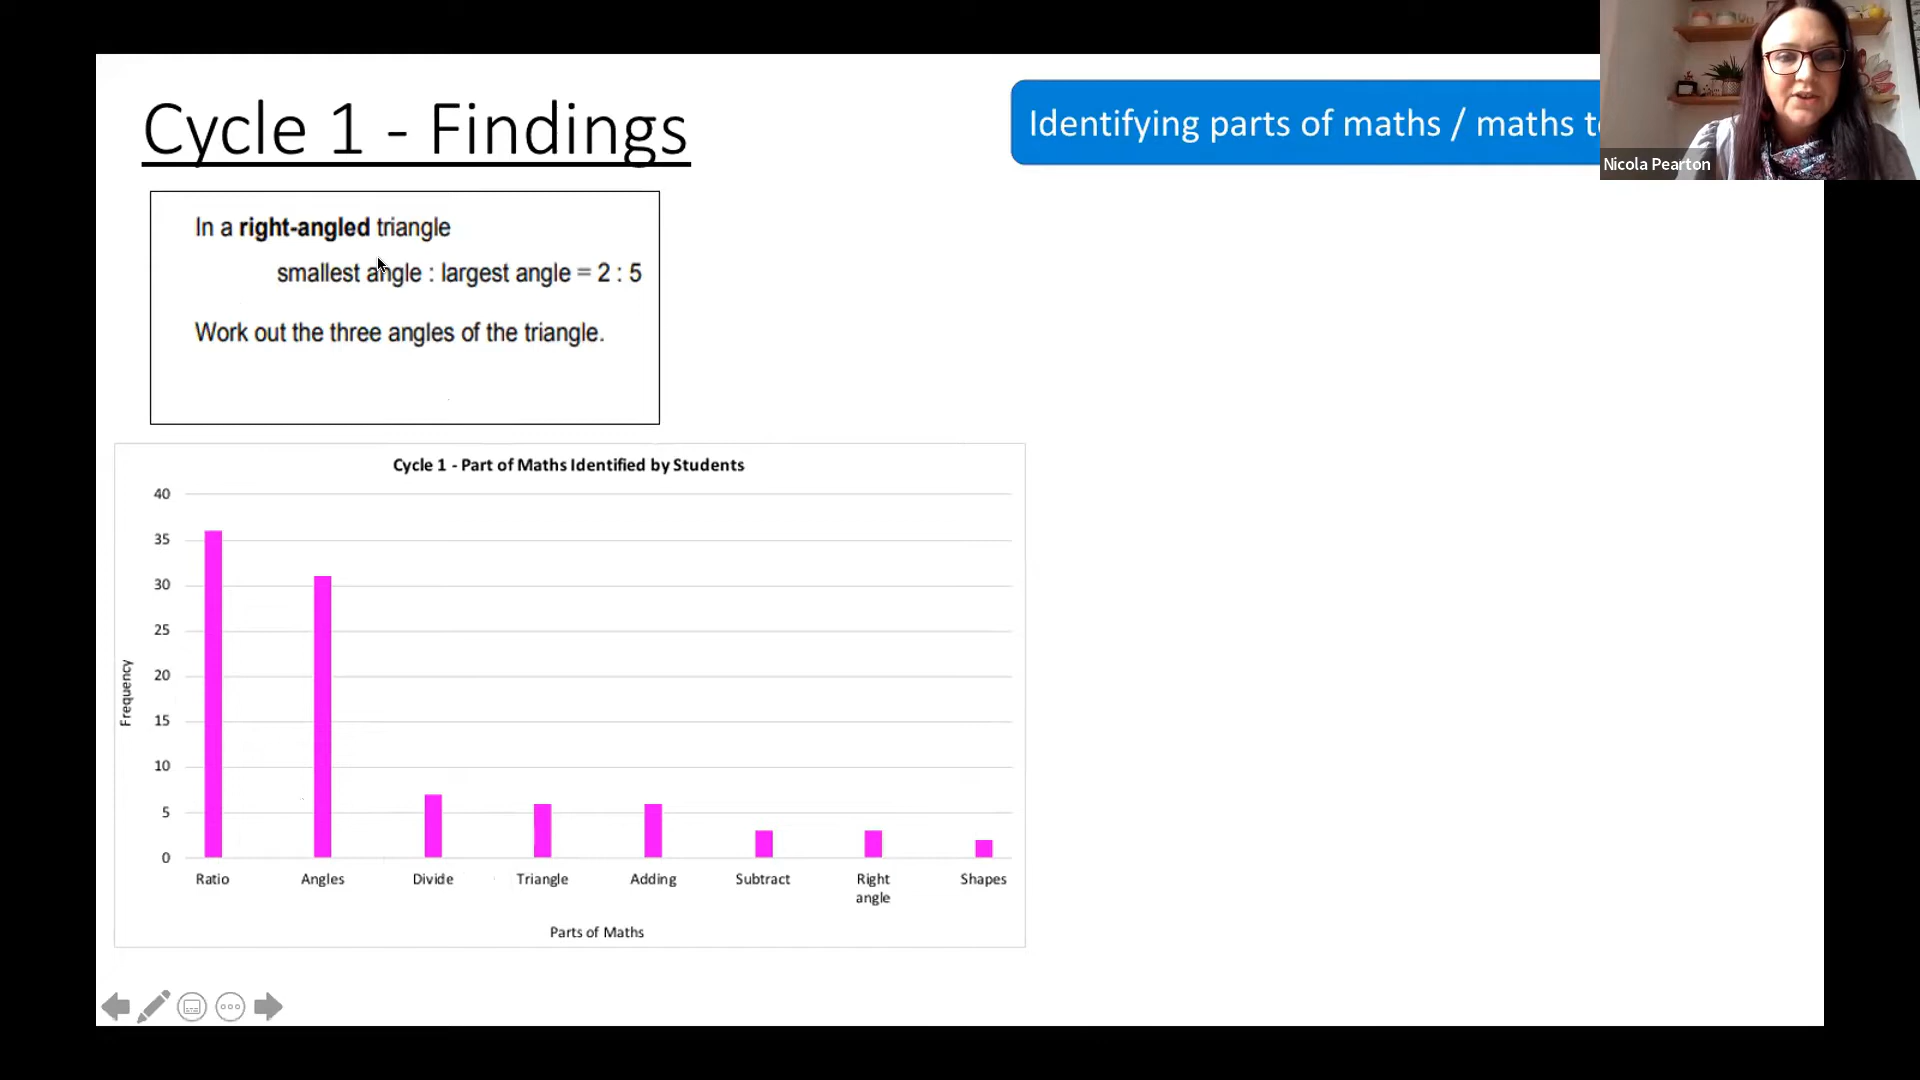 Cycle 1 - Findings
Identifying parts of maths / maths
Nicola Pearton
In a right-angled triangle
smallest angle : largest angle = 2 : 5
Work out the three angles of the triangle.
Cycle 1 - Part of Maths Identified by Students
40
35
30
25
20
15
10
5
0
Frequency
Ratio
Angles
Divide
Triangle
Adding
Subtract
Right
angle
Shapes
Parts of Maths